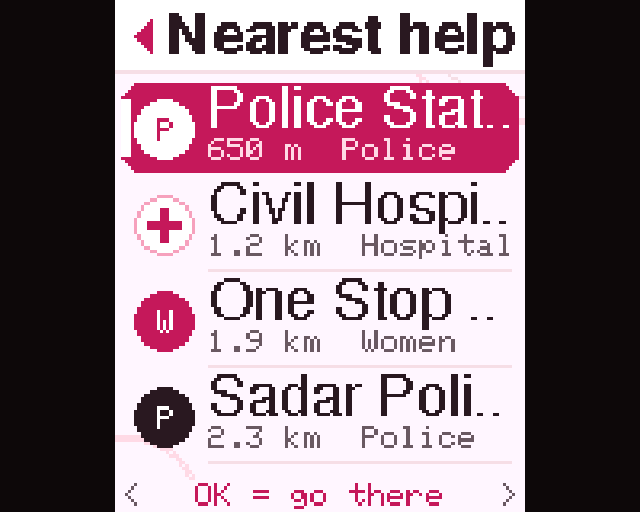 Nearest help
P Police Stat..
650 m Police
Civil Hospi..
1.2 km Hospital
W One Stop ..
1.9 km Women
P Sadar Poli..
2.3 km Police
< OK = go there >